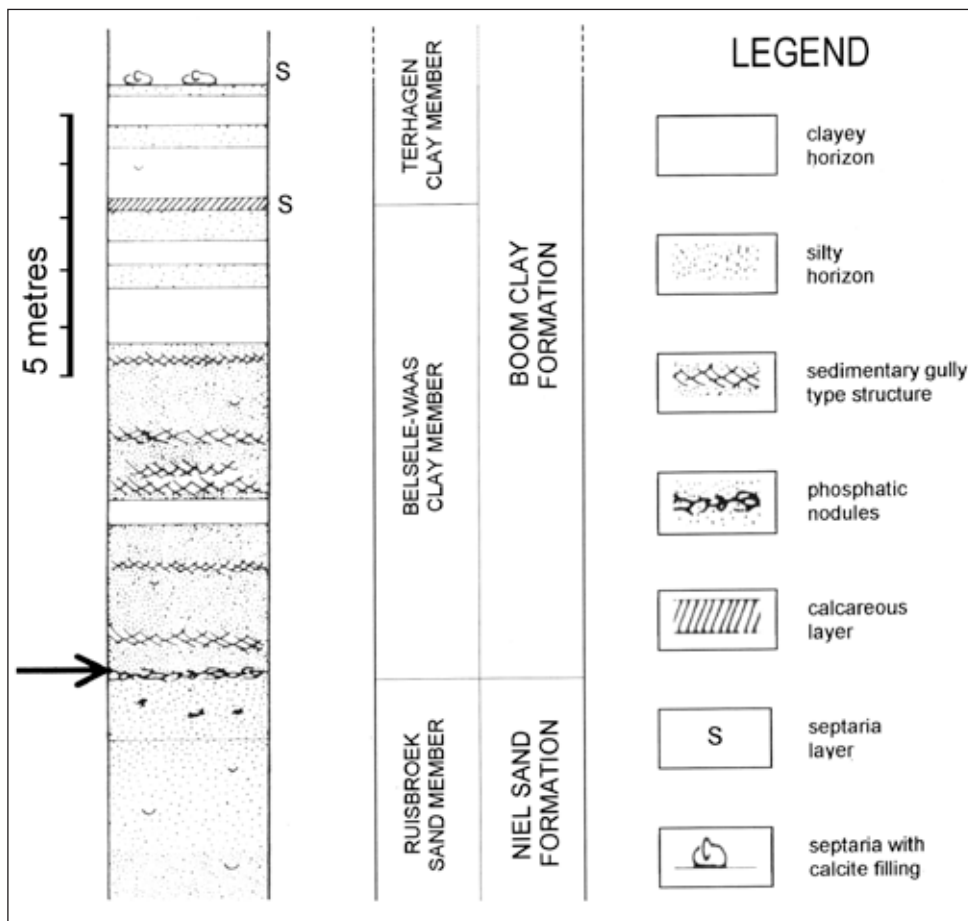 S
S
5 metres
TERHAGEN
CLAY MEMBER
BELSELE-WAAS
CLAY MEMBER
RUISBROEK
SAND MEMBER
BOOM CLAY
FORMATION
NIEL SAND
FORMATION
LEGEND
clayey
horizon
silty
horizon
sedimentary gully
type structure
phosphatic
nodules
calcareous
layer
S
septaria
layer
septaria with
calcite filling